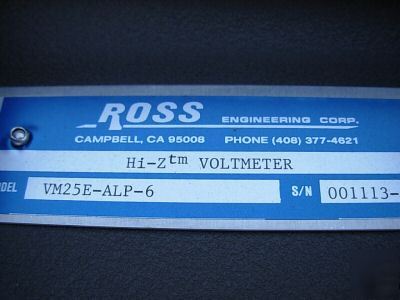 ROSS ENGINEERING CORP.
CAMPBELL, CA 95008 PHONE (408) 377-4621
Hi-Ztm VOLTMETER
ODEL VM25E-ALP-6 S/N 001113-